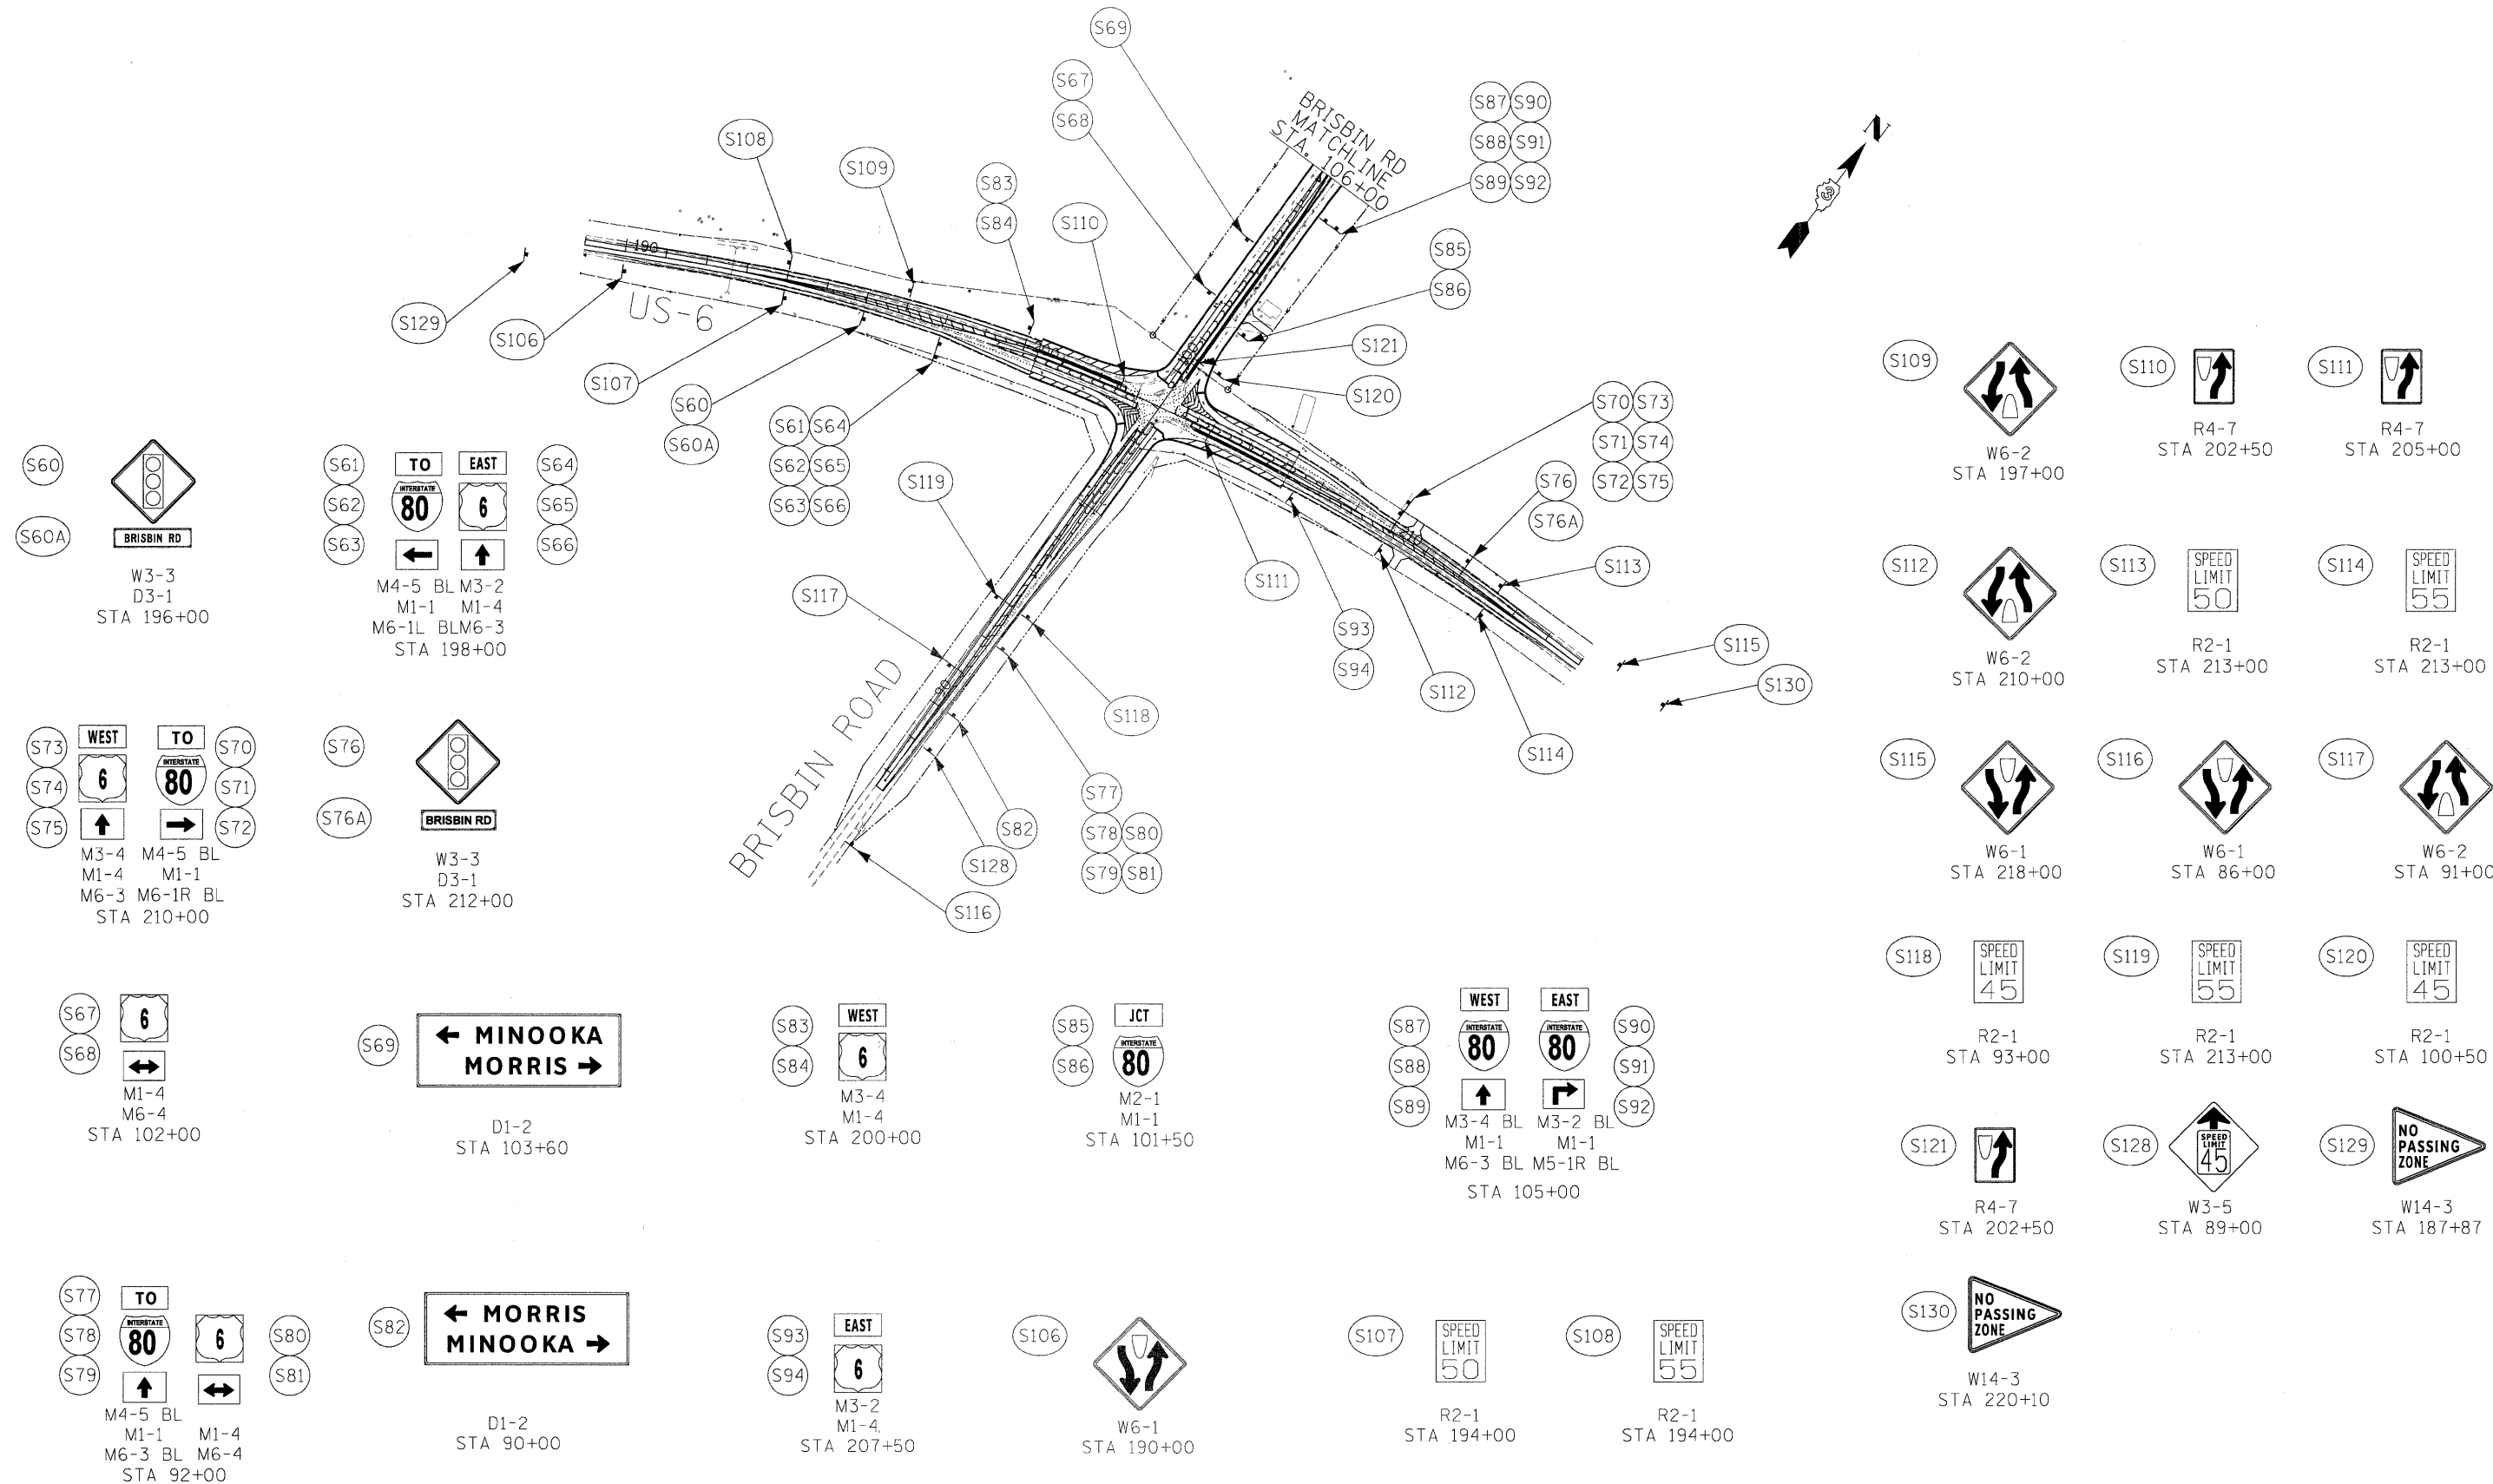 S69
S67
S68
BRISBIN RD
MATCHLINE
STA. 106+00
S87 S90
S88 S91
S89 S92
N
3
S108
S109
S83
S84
S110
S85
S86
190
US-6
S129
S106
S107
S60
S60A
S61 S64
S62 S65
S63 S66
S121
S120
S70 S73
S71 S74
S72 S75
S76
S76A
S113
S119
S117
S111
S93
S94
S112
S114
S115
S130
S118
BRISBIN ROAD
S77
S78 S80
S79 S81
S82
S128
S116
S60
S60A
BRISBIN RD
W3-3
D3-1
STA 196+00
S61
S62
S63
TO
INTERSTATE
80
EAST
6
S64
S65
S66
M4-5 BL M3-2
M1-1 M1-4
M6-1L BL M6-3
STA 198+00
S73
S74
S75
WEST
6
TO
INTERSTATE
80
S70
S71
S72
M3-4 M4-5 BL
M1-4 M1-1
M6-3 M6-1R BL
STA 210+00
S76
S76A
BRISBIN RD
W3-3
D3-1
STA 212+00
S67
S68
6
M1-4
M6-4
STA 102+00
S69
← MINOOKA
MORRIS →
D1-2
STA 103+60
S83
S84
WEST
6
M3-4
M1-4
STA 200+00
S85
S86
JCT
INTERSTATE
80
M2-1
M1-1
STA 101+50
S87
S88
S89
WEST
INTERSTATE
80
EAST
INTERSTATE
80
S90
S91
S92
M3-4 BL M3-2 BL
M1-1 M1-1
M6-3 BL M5-1R BL
STA 105+00
S77
S78
S79
TO
INTERSTATE
80
6
S80
S81
M4-5 BL
M1-1 M1-4
M6-3 BL M6-4
STA 92+00
S82
← MORRIS
MINOOKA →
D1-2
STA 90+00
S93
S94
EAST
6
M3-2
M1-4
STA 207+50
S106
W6-1
STA 190+00
S107
SPEED
LIMIT
50
R2-1
STA 194+00
S108
SPEED
LIMIT
55
R2-1
STA 194+00
S109
W6-2
STA 197+00
S110
R4-7
STA 202+50
S111
R4-7
STA 205+00
S112
W6-2
STA 210+00
S113
SPEED
LIMIT
50
R2-1
STA 213+00
S114
SPEED
LIMIT
55
R2-1
STA 213+00
S115
W6-1
STA 218+00
S116
W6-1
STA 86+00
S117
W6-2
STA 91+00
S118
SPEED
LIMIT
45
R2-1
STA 93+00
S119
SPEED
LIMIT
55
R2-1
STA 213+00
S120
SPEED
LIMIT
45
R2-1
STA 100+50
S121
R4-7
STA 202+50
S128
SPEED
LIMIT
45
W3-5
STA 89+00
S129
NO
PASSING
ZONE
W14-3
STA 187+87
S130
NO
PASSING
ZONE
W14-3
STA 220+10